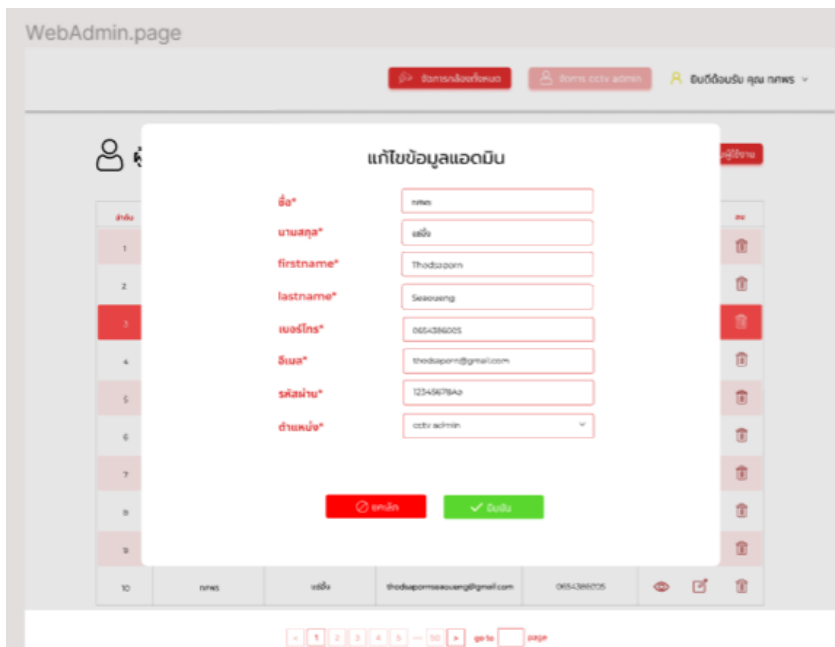 WebAdmin.page
จัดการกล้องทั้งหมด
จัดการ cctv admin
ยินดีต้อนรับ คุณ ทศพร
แก้ไขข้อมูลแอดมิน
ชื่อ* ทศพร
นามสกุล* แซ่อึ้ง
firstname* Thodsaporn
lastname* Seaoueng
เบอร์โทร* 0654386005
อีเมล* thodsaporn@gmail.com
รหัสผ่าน* 12345678Aa
ตำแหน่ง* cctv admin
ยกเลิก ยืนยัน
ลำดับ ลบ
1
2
3
4
5
6
7
8
9
10 ทศพร แซ่อึ้ง thodsapornseaoueng@gmail.com 0654386005
< 1 2 3 4 5 ... 50 > go to page